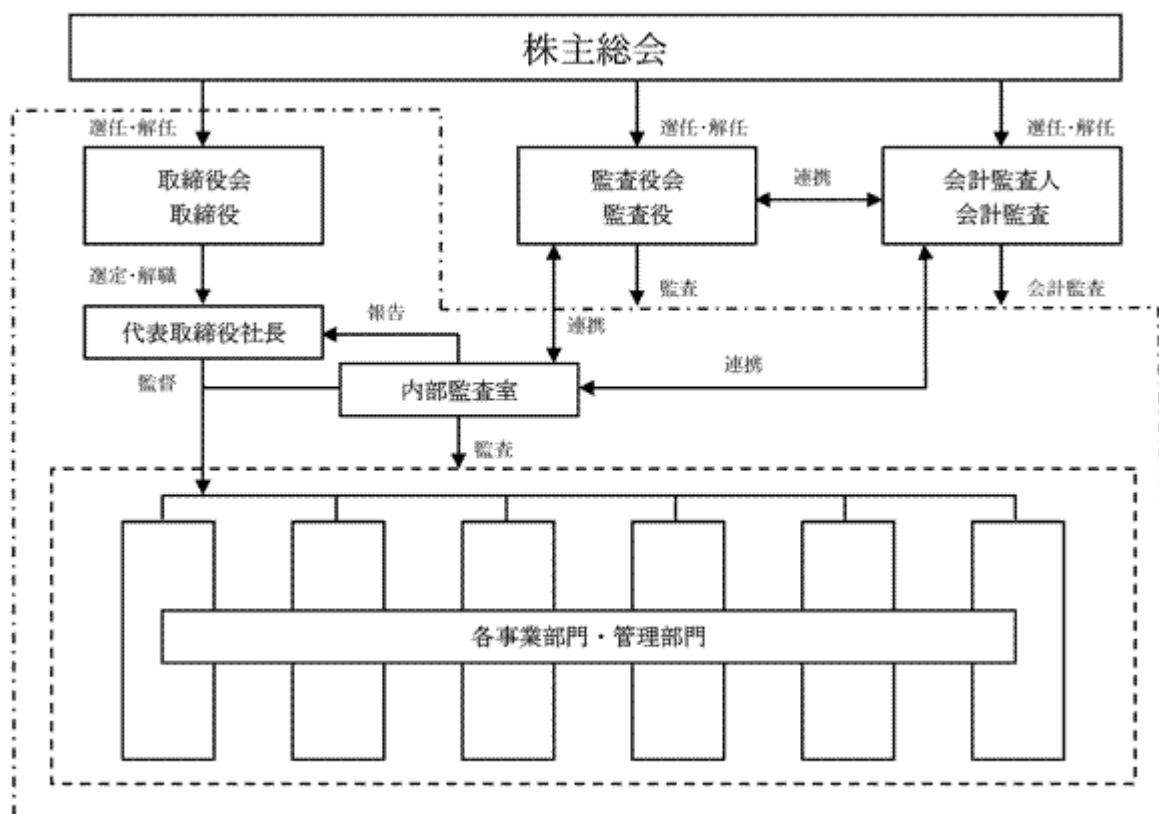 株主総会
選任・解任
選任・解任
選任・解任
取締役会
取締役
監査役会
監査役
連携
会計監査人
会計監査
選定・解職
監査
会計監査
代表取締役社長
報告
連携
監督
内部監査室
連携
監査
各事業部門・管理部門